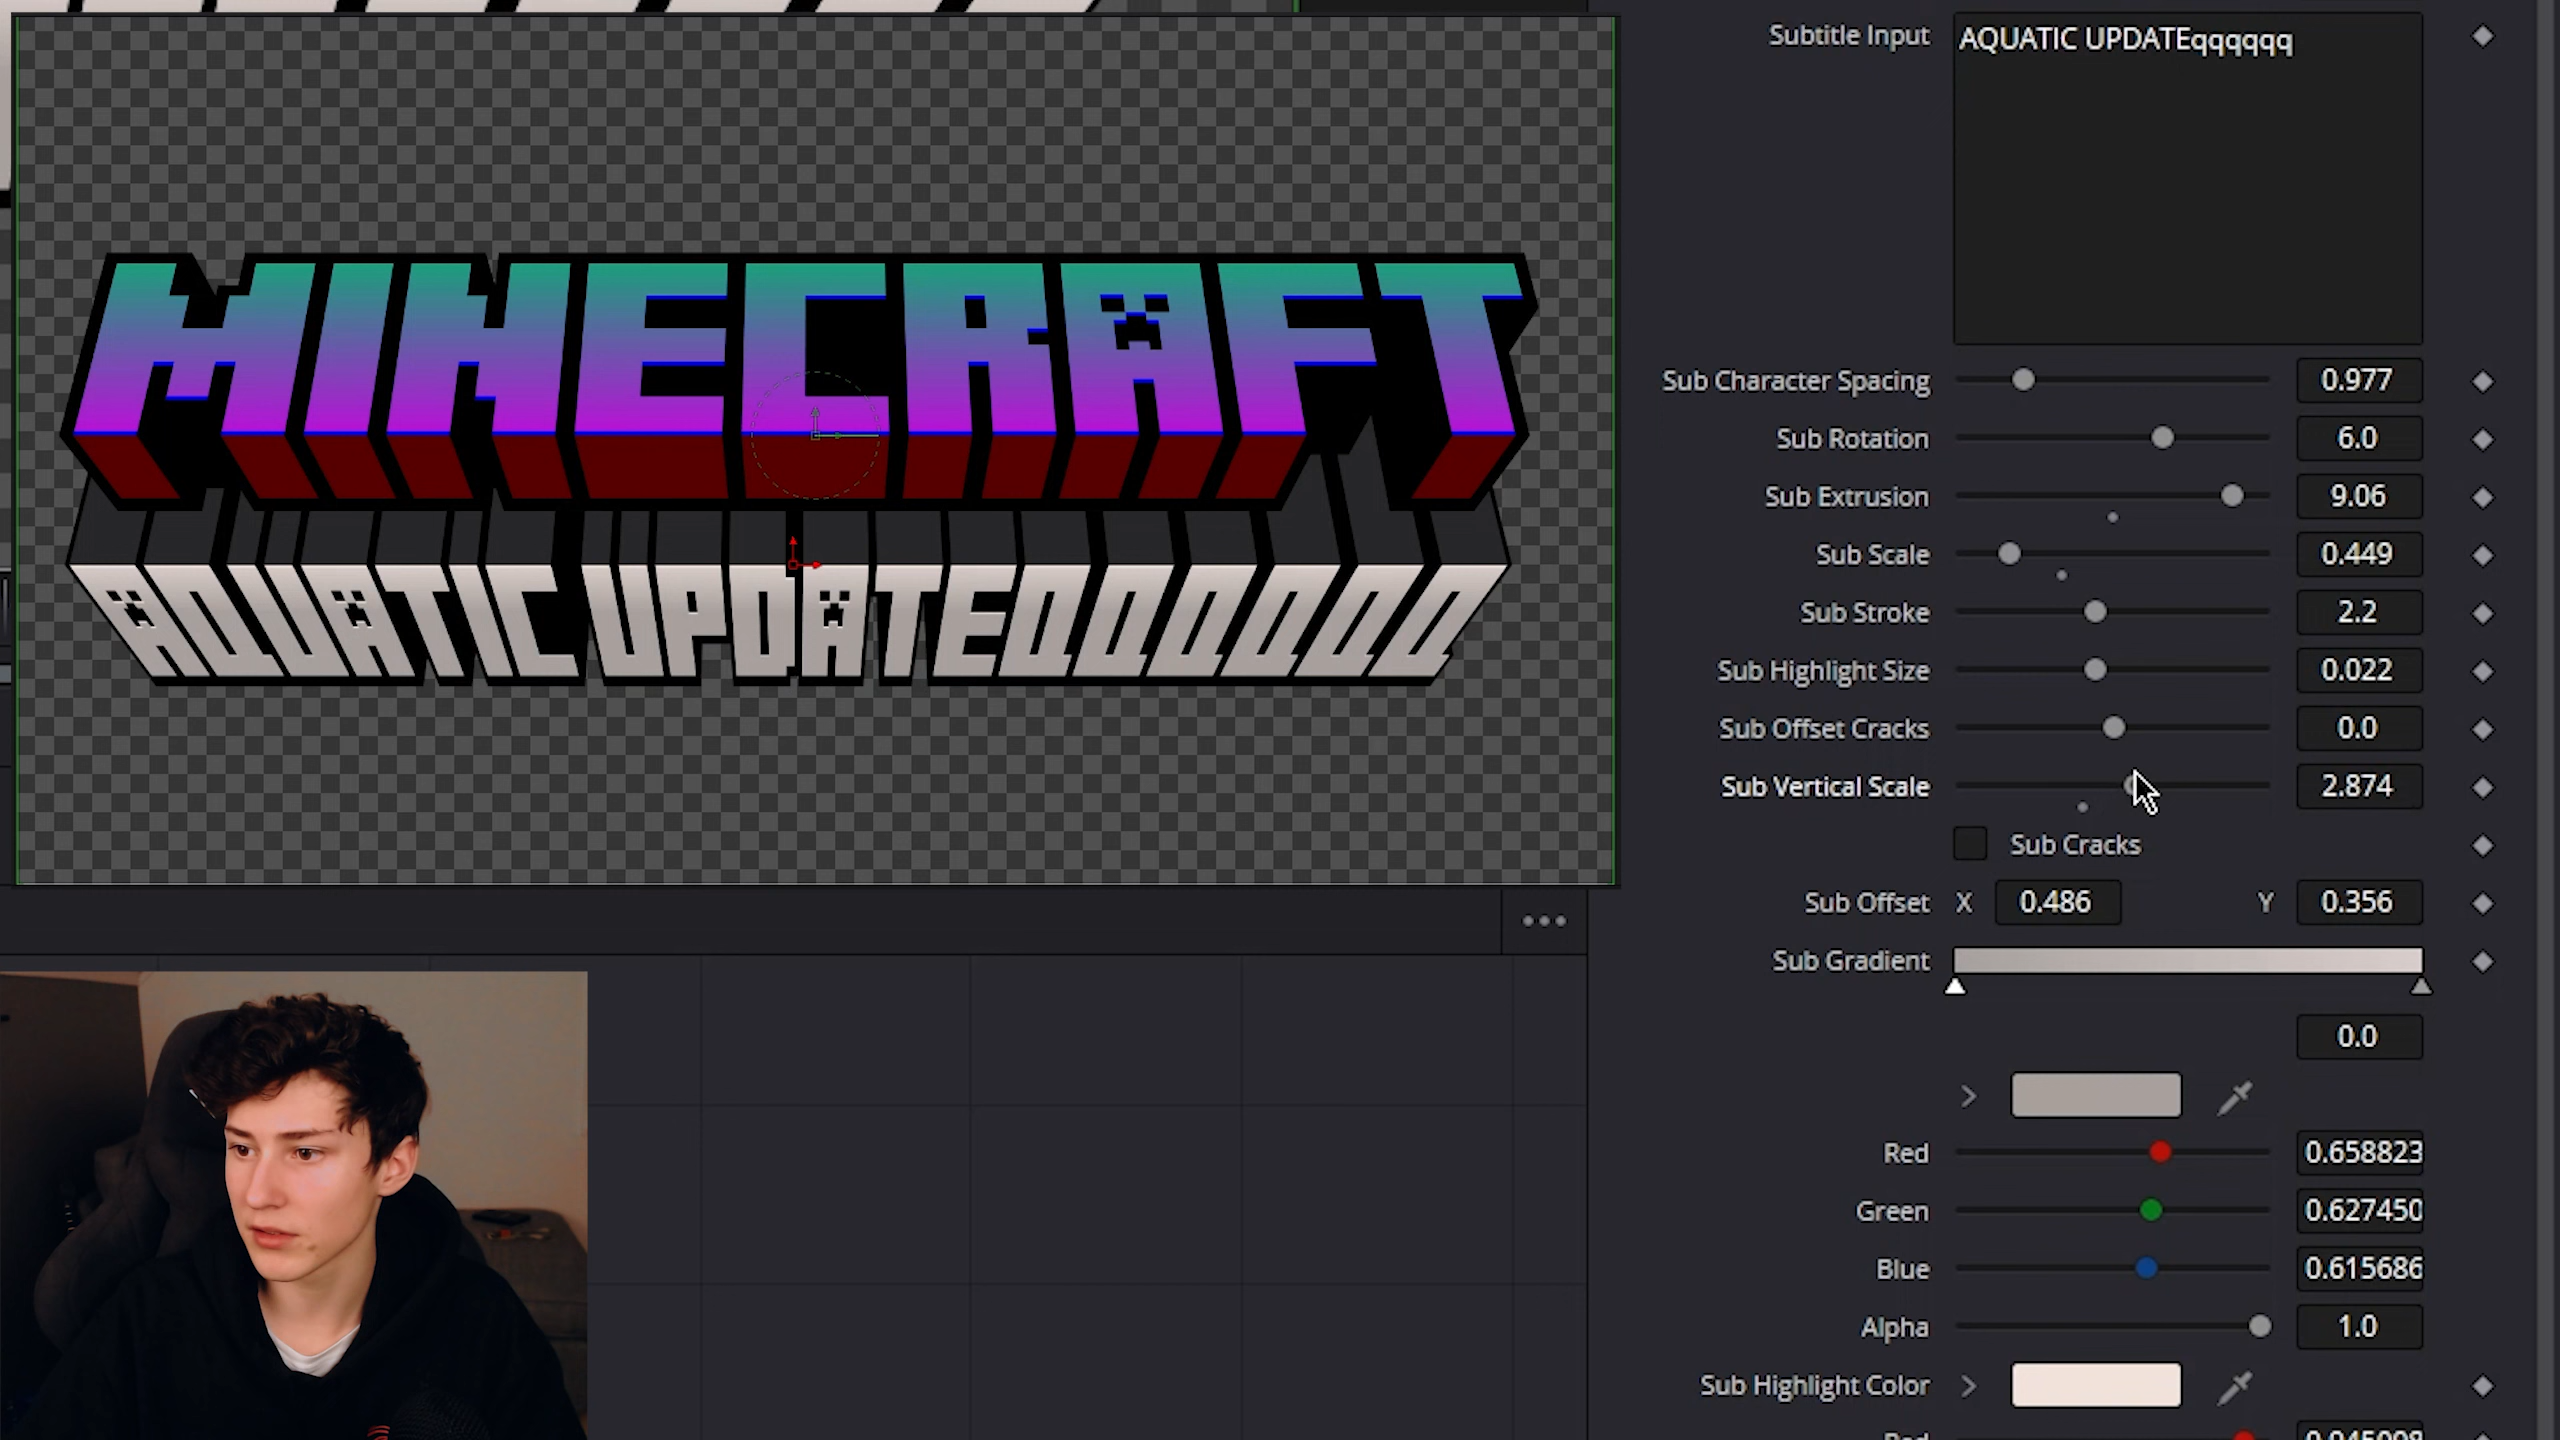 Subtitle Input
AQUATIC UPDATEqqqqqq
MINECRAFT
AQUATIC UPDATEQQQQQQ
Sub Character Spacing 0.977
Sub Rotation 6.0
Sub Extrusion 9.06
Sub Scale 0.449
Sub Stroke 2.2
Sub Highlight Size 0.022
Sub Offset Cracks 0.0
Sub Vertical Scale 2.874
Sub Cracks
Sub Offset X 0.486 Y 0.356
Sub Gradient
0.0
Red 0.658823
Green 0.627450
Blue 0.615686
Alpha 1.0
Sub Highlight Color